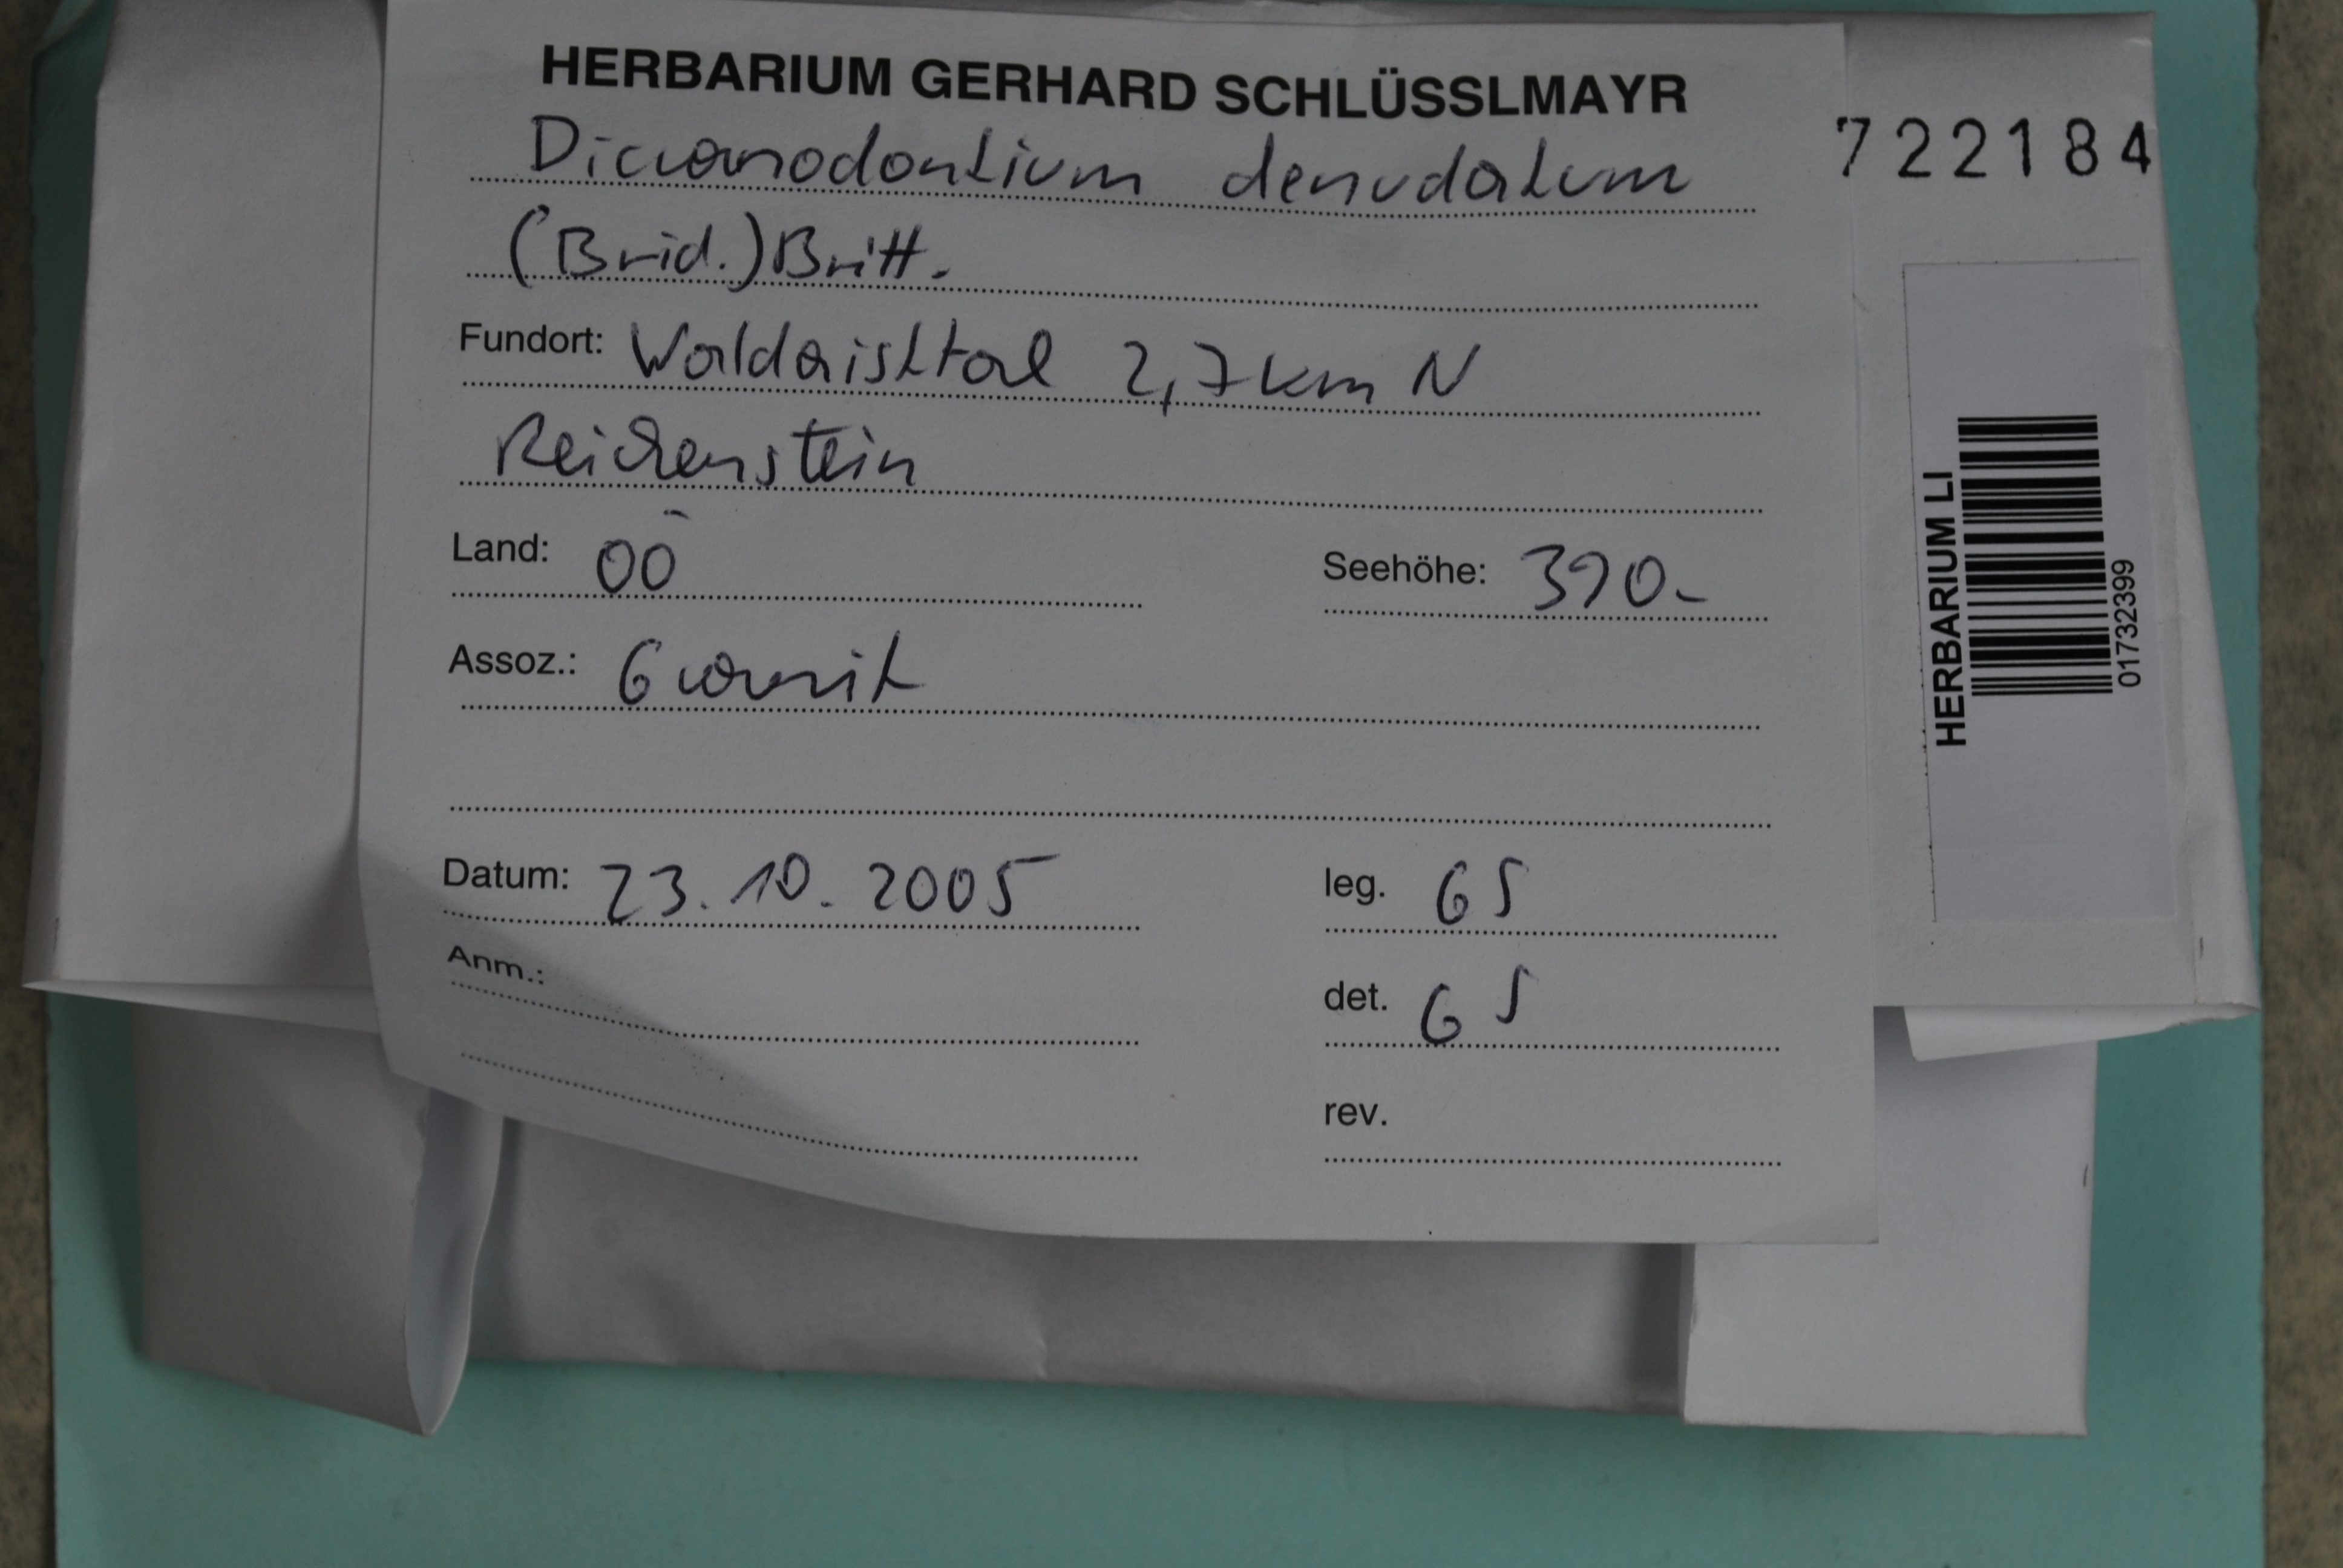 HERBARIUM GERHARD SCHLÜSSLMAYR
Dicranodontium denudatum
(Brid.) Britt.
Fundort: Waldaisttal 2,7 km N
Reichenstein
Land: OÖ
Seehöhe: 390.-
Assoz.: Granit
Datum: 23.10.2005
leg. GS
Anm.:
det. GS
rev.
722184
HERBARIUM LI
01732399